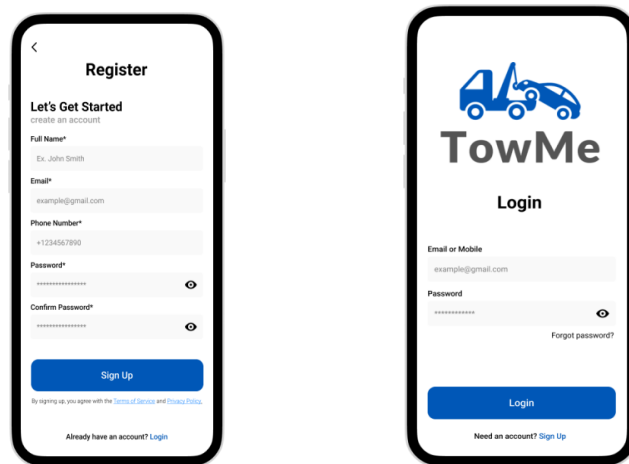 Register
Let's Get Started
create an account
Full Name*
Ex. John Smith
Email*
example@gmail.com
Phone Number*
+1234567890
Password*
****************
Confirm Password*
****************
Sign Up
By signing up, you agree with the Terms of Service and Privacy Policy.
Already have an account? Login
TowMe
Login
Email or Mobile
example@gmail.com
Password
************
Forgot password?
Login
Need an account? Sign Up